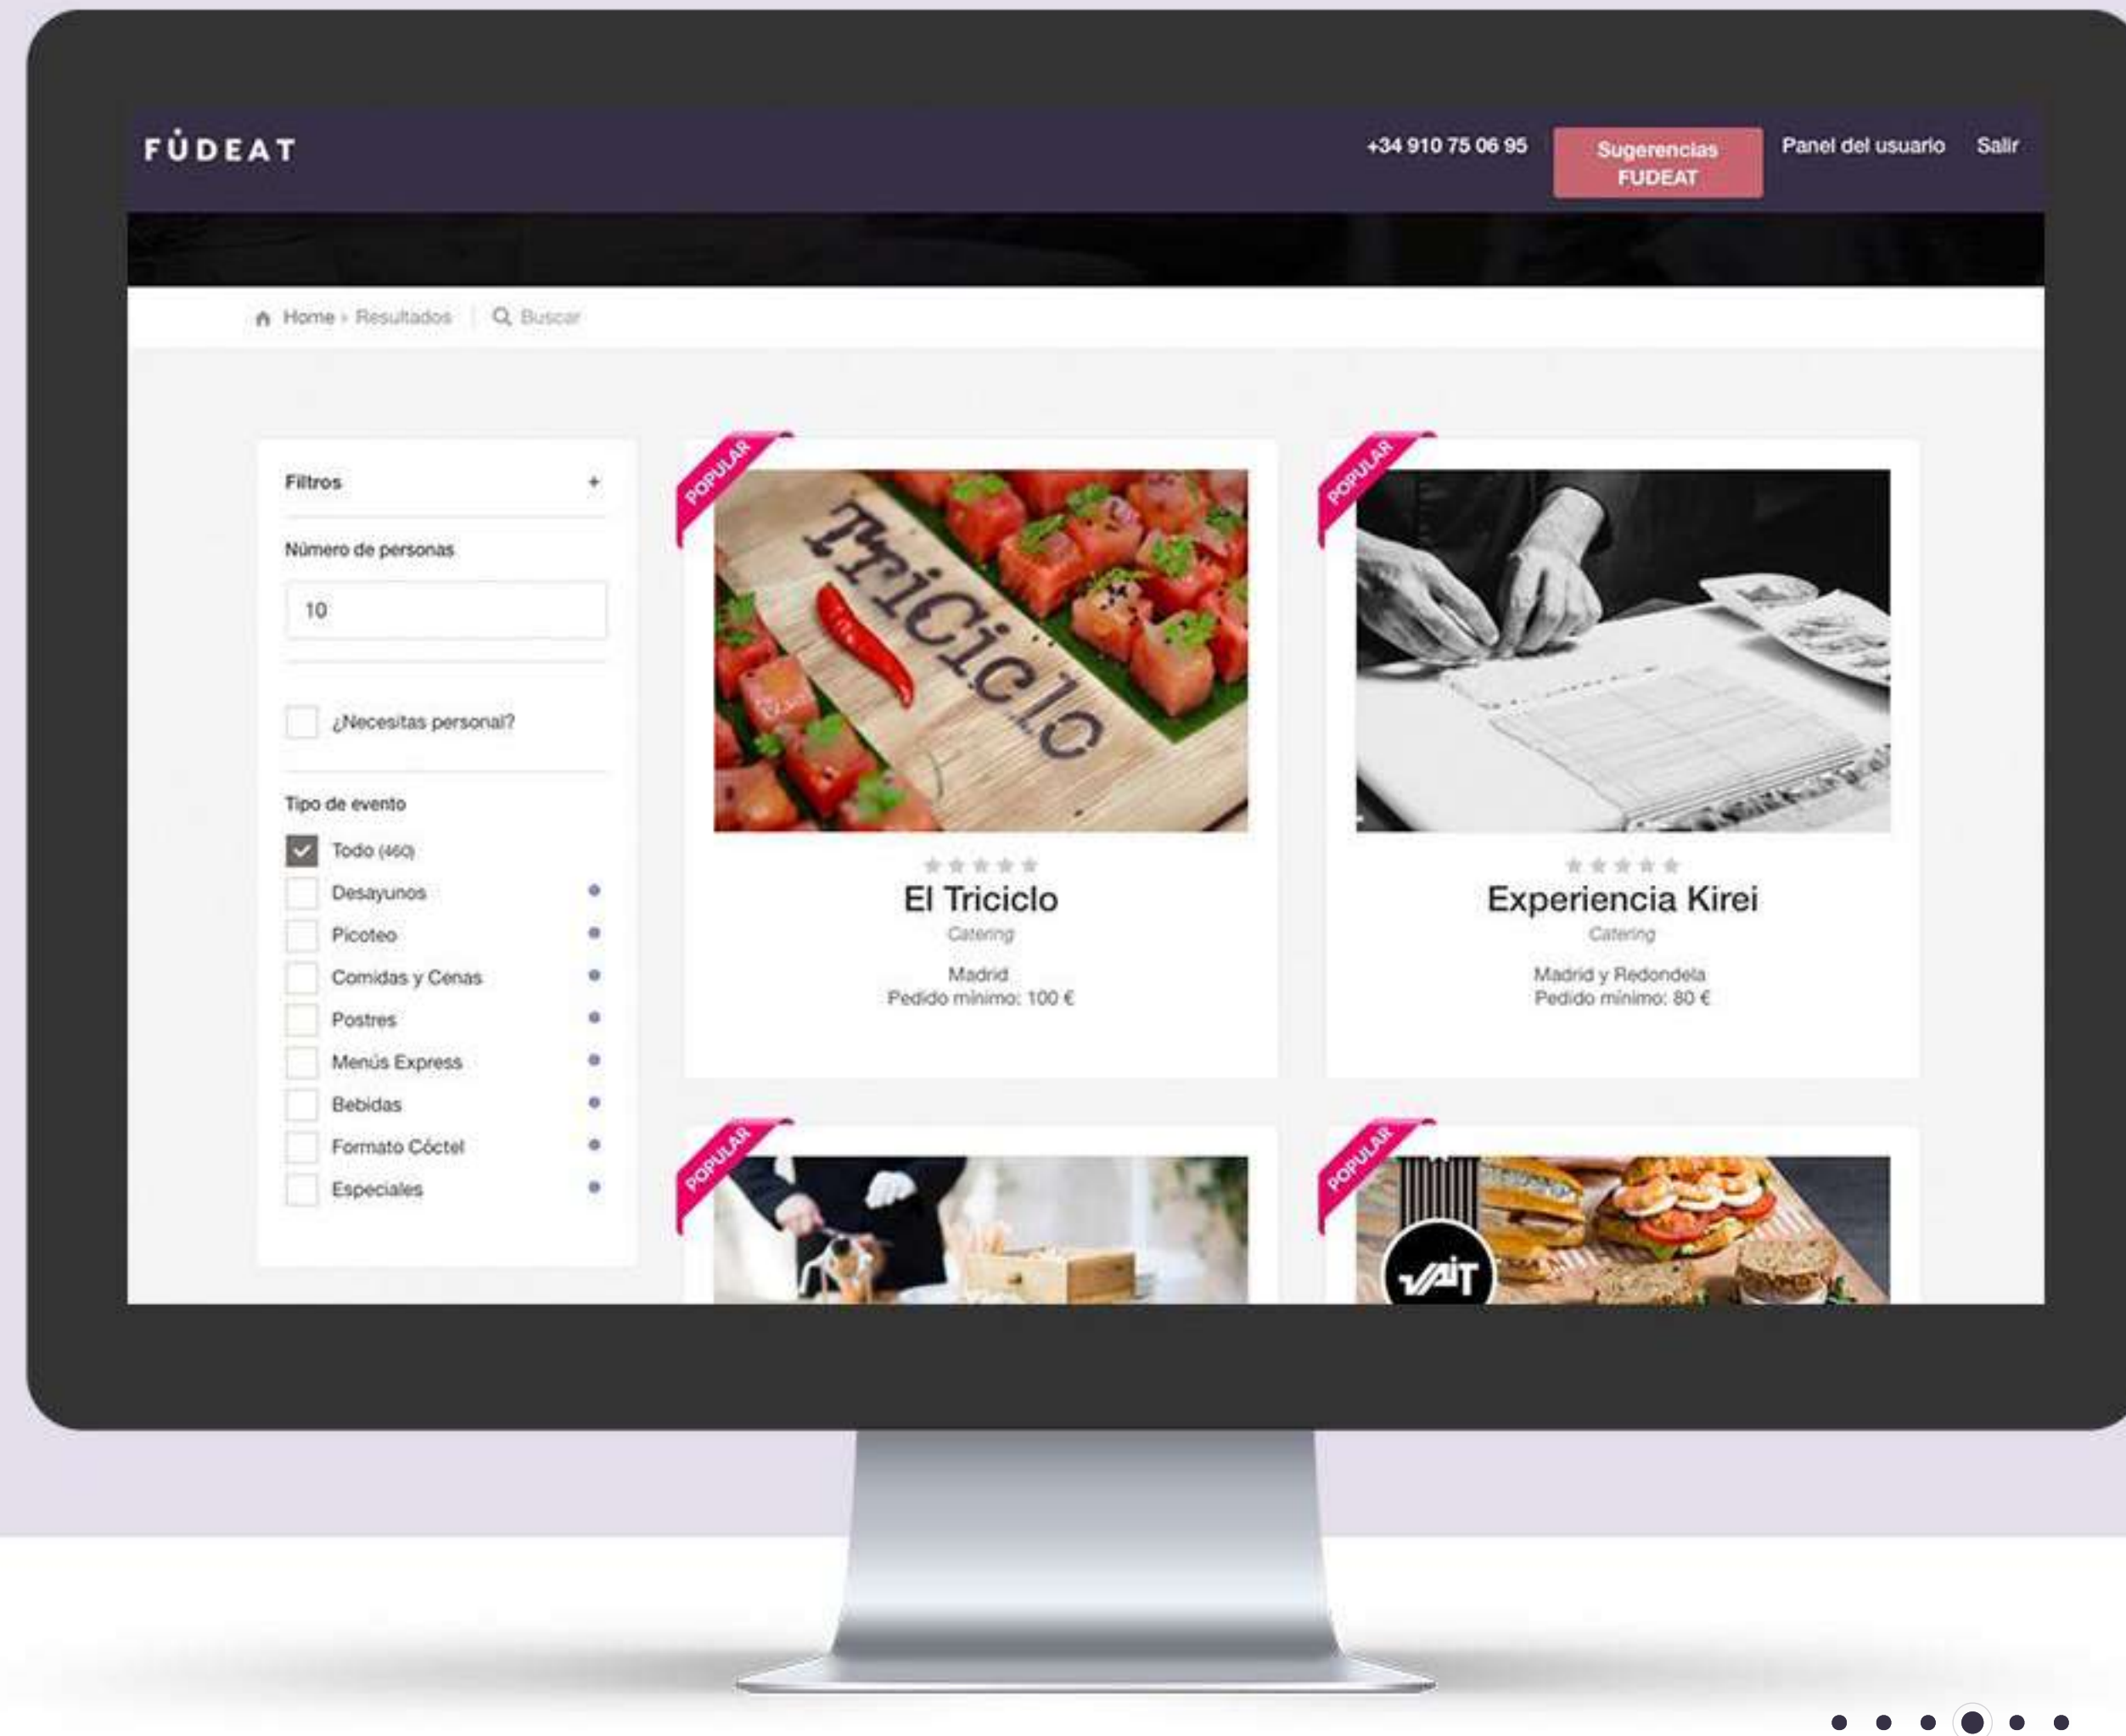 FUDEAT
+34 910 75 06 95
Sugerencias
FUDEAT
Panel del usuario
Salir
Home › Resultados
Buscar
Filtros +
Número de personas
10
¿Necesitas personal?
Tipo de evento
Todo (460)
Desayunos
Picoteo
Comidas y Cenas
Postres
Menús Express
Bebidas
Formato Cóctel
Especiales
POPULAR
TriCiclo
El Triciclo
Catering
Madrid
Pedido mínimo: 100 €
POPULAR
Experiencia Kirei
Catering
Madrid y Redondela
Pedido mínimo: 80 €
POPULAR
POPULAR
VAiT